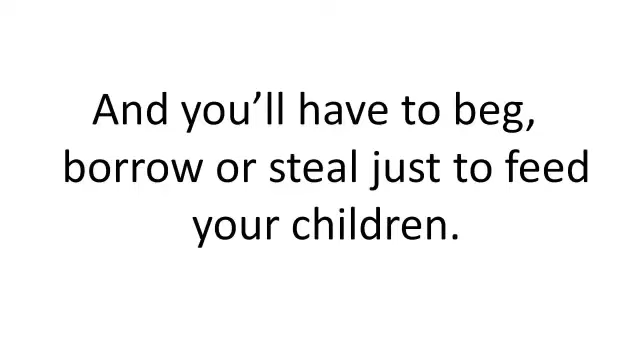 And you’ll have to beg,
borrow or steal just to feed
your children.